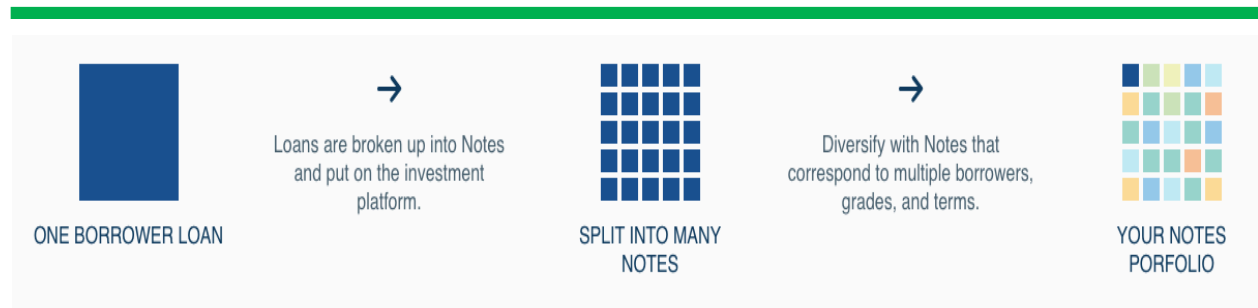 Loans are broken up into Notes
and put on the investment
platform.
Diversify with Notes that
correspond to multiple borrowers,
grades, and terms.
ONE BORROWER LOAN
SPLIT INTO MANY
NOTES
YOUR NOTES
PORFOLIO